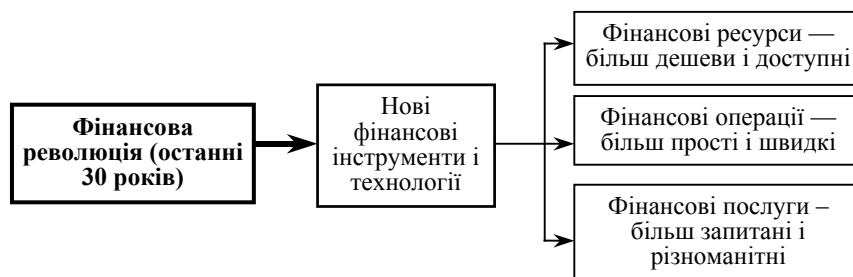 Фінансова
революція (останні
30 років)
Нові
фінансові
інструменти і
технології
Фінансові ресурси —
більш дешеви і доступні
Фінансові операції —
більш прості і швидкі
Фінансові послуги –
більш запитані і
різноманітні